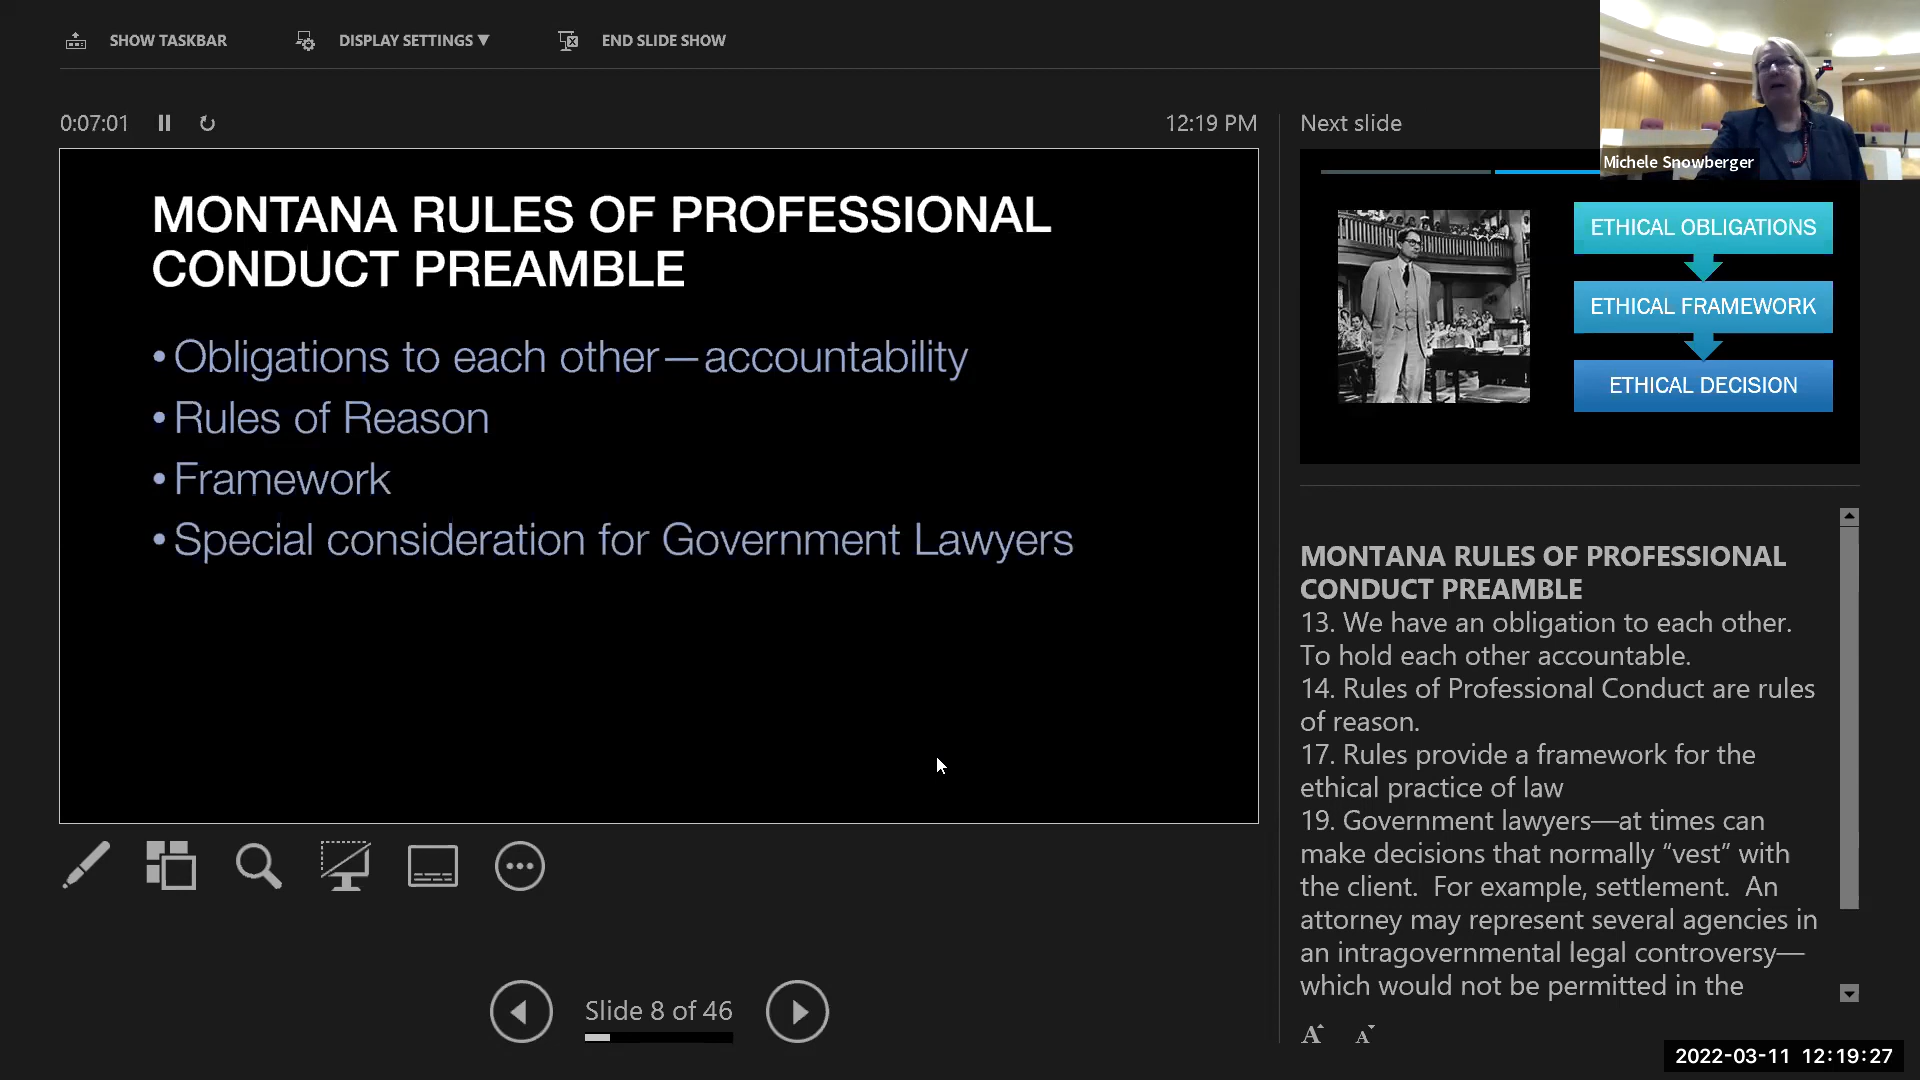 SHOW TASKBAR
DISPLAY SETTINGS ▼
END SLIDE SHOW
0:07:01
12:19 PM
MONTANA RULES OF PROFESSIONAL
CONDUCT PREAMBLE
• Obligations to each other—accountability
• Rules of Reason
• Framework
• Special consideration for Government Lawyers
Slide 8 of 46
Next slide
Michele Snowberger
ETHICAL OBLIGATIONS
ETHICAL FRAMEWORK
ETHICAL DECISION
MONTANA RULES OF PROFESSIONAL
CONDUCT PREAMBLE
13. We have an obligation to each other.
To hold each other accountable.
14. Rules of Professional Conduct are rules
of reason.
17. Rules provide a framework for the
ethical practice of law
19. Government lawyers—at times can
make decisions that normally “vest” with
the client.  For example, settlement.  An
attorney may represent several agencies in
an intragovernmental legal controversy—
which would not be permitted in the
A A
2022-03-11 12:19:27